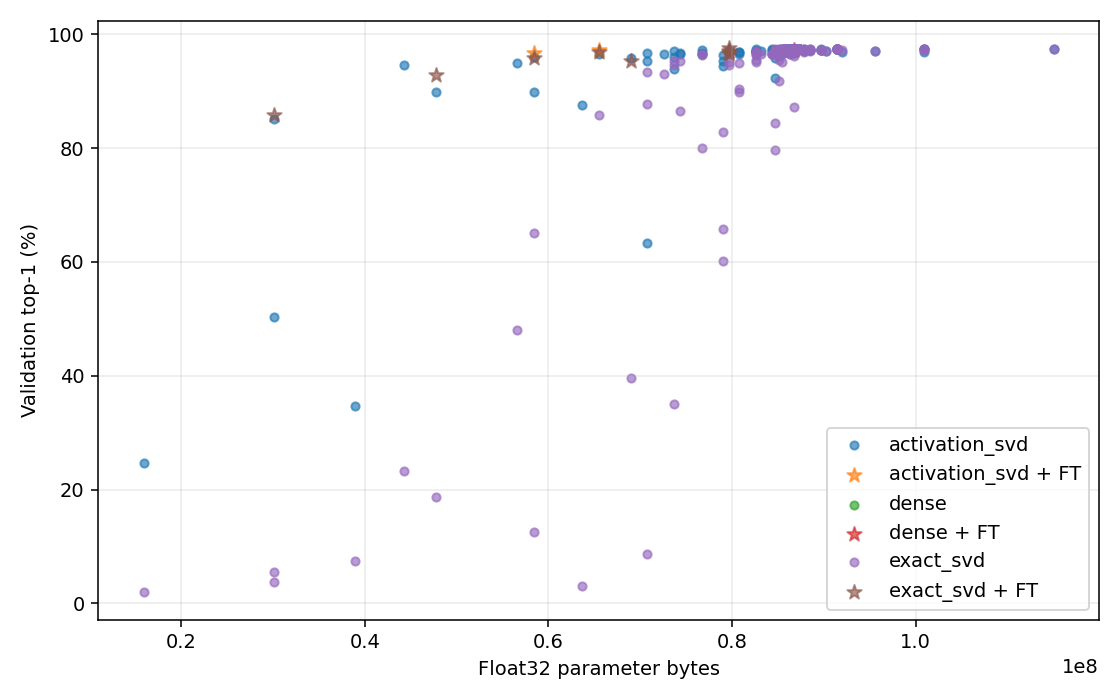 100
80
60
40
20
0
Validation top-1 (%)
0.2
0.4
0.6
0.8
1.0
1e8
Float32 parameter bytes
activation_svd
activation_svd + FT
dense
dense + FT
exact_svd
exact_svd + FT